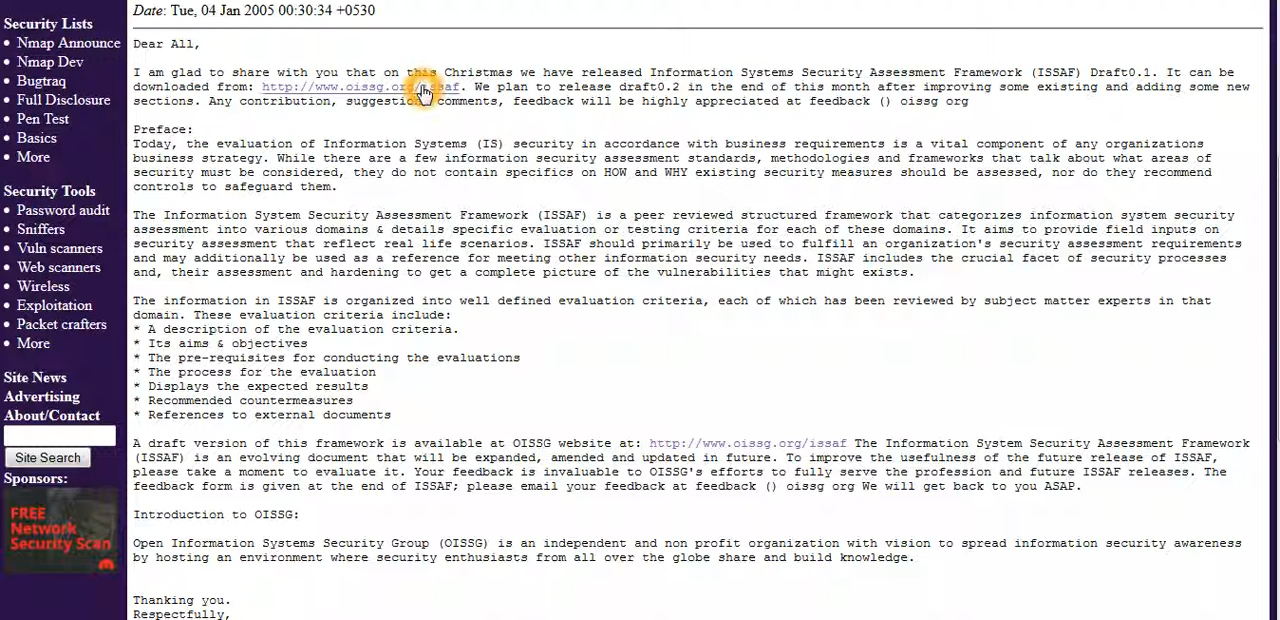 Security Lists
Nmap Announce
Nmap Dev
Bugtraq
Full Disclosure
Pen Test
Basics
More
Security Tools
Password audit
Sniffers
Vuln scanners
Web scanners
Wireless
Exploitation
Packet crafters
More
Site News
Advertising
About/Contact
Site Search
Sponsors:
FREE
Network
Security Scan
Date: Tue, 04 Jan 2005 00:30:34 +0530
Dear All,
I am glad to share with you that on this Christmas we have released Information Systems Security Assessment Framework (ISSAF) Draft0.1. It can be
downloaded from: http://www.oissg.org/issaf. We plan to release draft0.2 in the end of this month after improving some existing and adding some new
sections. Any contribution, suggestion, comments, feedback will be highly appreciated at feedback () oissg org
Preface:
Today, the evaluation of Information Systems (IS) security in accordance with business requirements is a vital component of any organizations
business strategy. While there are a few information security assessment standards, methodologies and frameworks that talk about what areas of
security must be considered, they do not contain specifics on HOW and WHY existing security measures should be assessed, nor do they recommend
controls to safeguard them.
The Information System Security Assessment Framework (ISSAF) is a peer reviewed structured framework that categorizes information system security
assessment into various domains & details specific evaluation or testing criteria for each of these domains. It aims to provide field inputs on
security assessment that reflect real life scenarios. ISSAF should primarily be used to fulfill an organization's security assessment requirements
and may additionally be used as a reference for meeting other information security needs. ISSAF includes the crucial facet of security processes
and, their assessment and hardening to get a complete picture of the vulnerabilities that might exists.
The information in ISSAF is organized into well defined evaluation criteria, each of which has been reviewed by subject matter experts in that
domain. These evaluation criteria include:
* A description of the evaluation criteria.
* Its aims & objectives
* The pre-requisites for conducting the evaluations
* The process for the evaluation
* Displays the expected results
* Recommended countermeasures
* References to external documents
A draft version of this framework is available at OISSG website at: http://www.oissg.org/issaf The Information System Security Assessment Framework
(ISSAF) is an evolving document that will be expanded, amended and updated in future. To improve the usefulness of the future release of ISSAF,
please take a moment to evaluate it. Your feedback is invaluable to OISSG's efforts to fully serve the profession and future ISSAF releases. The
feedback form is given at the end of ISSAF; please email your feedback at feedback () oissg org We will get back to you ASAP.
Introduction to OISSG:
Open Information Systems Security Group (OISSG) is an independent and non profit organization with vision to spread information security awareness
by hosting an environment where security enthusiasts from all over the globe share and build knowledge.
Thanking you.
Respectfully,